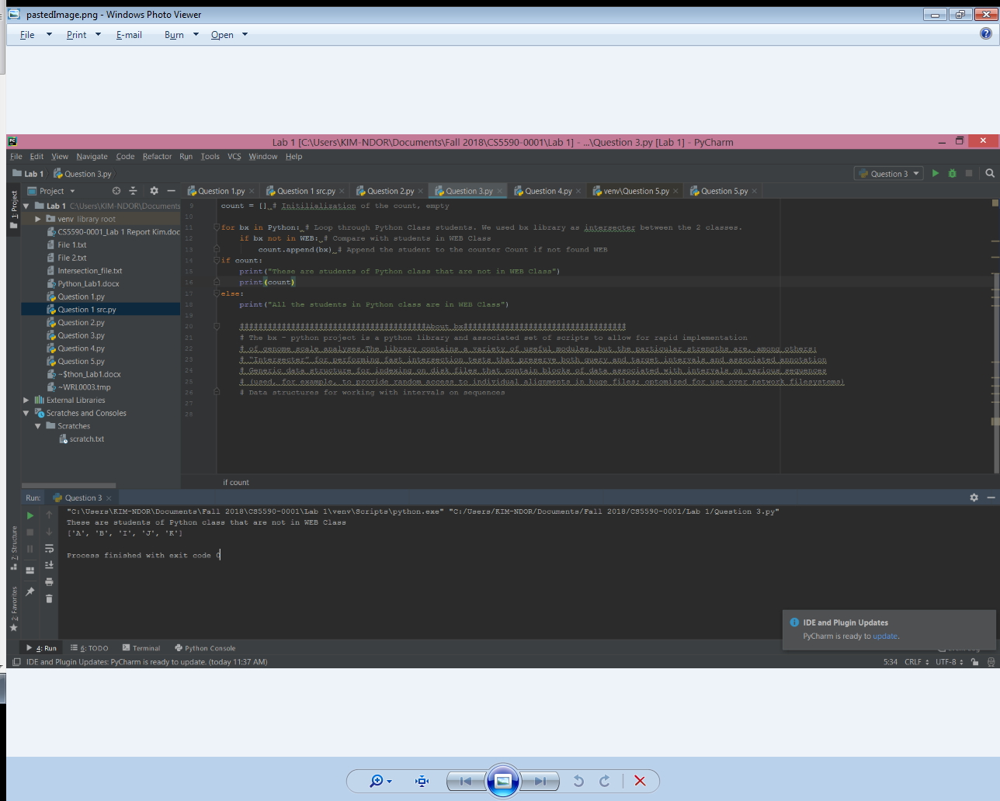 pastedImage.png - Windows Photo Viewer
File Print E-mail Burn Open
Lab 1 [C:\Users\KIM-NDOR\Documents\Fall 2018\CS5590-0001\Lab 1] - ...\Question 3.py [Lab 1] - PyCharm
File Edit View Navigate Code Refactor Run Tools VCS Window Help
Lab 1 Question 3.py Question 3
Project Question 1.py Question 1 src.py Question 2.py Question 3.py Question 4.py venv\Question 5.py Question 5.py
1: Project
Lab 1 C:\Users\KIM-NDOR\Documents
venv library root
CS5590-0001_Lab 1 Report Kim.doc
File 1.txt
File 2.txt
Intersection_file.txt
Python_Lab1.docx
Question 1.py
Question 1 src.py
Question 2.py
Question 3.py
Question 4.py
Question 5.py
~$thon_Lab1.docx
~WRL0003.tmp
External Libraries
Scratches and Consoles
Scratches
scratch.txt
9 count = [] # Initilialization of the count, empty
10
11 for bx in Python: # Loop through Python Class students. We used bx library as intersecter between the 2 classes.
12 if bx not in WEB: # Compare with students in WEB Class
13 count.append(bx) # Append the student to the counter Count if not found WEB
14 if count:
15 print("These are students of Python class that are not in WEB Class")
16 print(count)
17 else:
18 print("All the students in Python class are in WEB Class")
19
20 ########################################About bx###################################
21 # The bx - python project is a python library and associated set of scripts to allow for rapid implementation
22 # of genome scale analyses.The library contains a variety of useful modules, but the particular strengths are, among others;
23 # "Intersecter" for performing fast intersection tests that preserve both query and target intervals and associated annotation
24 # Generic data structure for indexing on disk files that contain blocks of data associated with intervals on various sequences
25 # (used, for example, to provide random access to individual alignments in huge files; optomized for use over network filesystems)
26 # Data structures for working with intervals on sequences
27
28
if count
Run: Question 3
"C:\Users\KIM-NDOR\Documents\Fall 2018\CS5590-0001\Lab 1\venv\Scripts\python.exe" "C:/Users/KIM-NDOR/Documents/Fall 2018/CS5590-0001/Lab 1/Question 3.py"
These are students of Python class that are not in WEB Class
['A', 'B', 'I', 'J', 'K']
Process finished with exit code 0
7: Structure
2: Favorites
IDE and Plugin Updates
PyCharm is ready to update.
4: Run 6: TODO Terminal Python Console
IDE and Plugin Updates: PyCharm is ready to update. (today 11:37 AM) 5:34 CRLF UTF-8